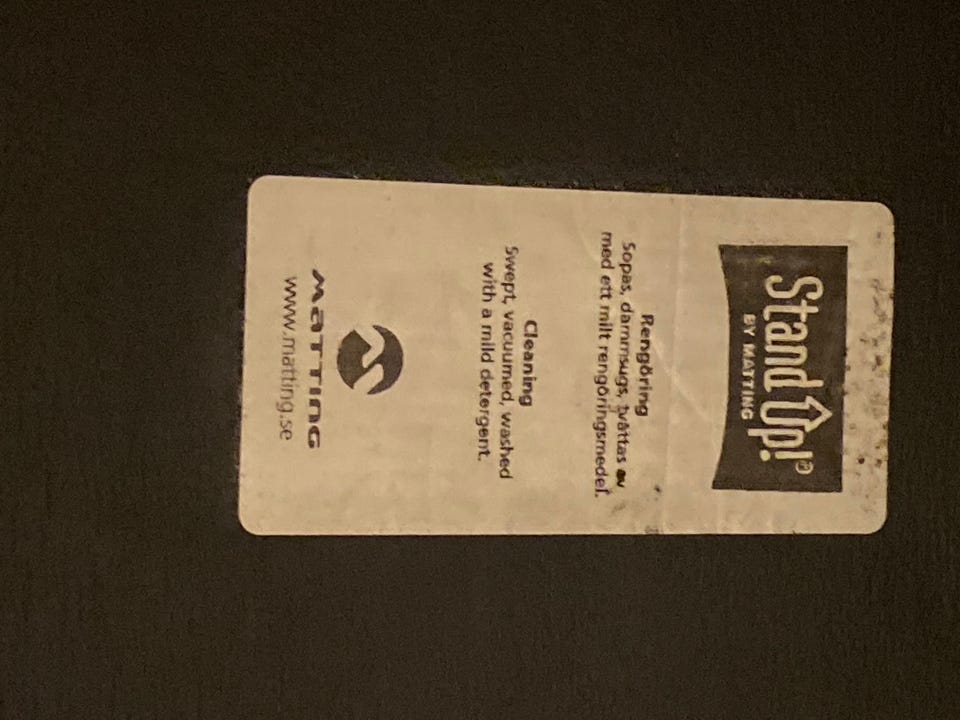 Stand Up!®
BY MATTING
Rengöring
Sopas, dammsugs, tvättas av
med ett milt rengöringsmedel.
Cleaning
Swept, vacuumed, washed
with a mild detergent.
MATTING
www.matting.se